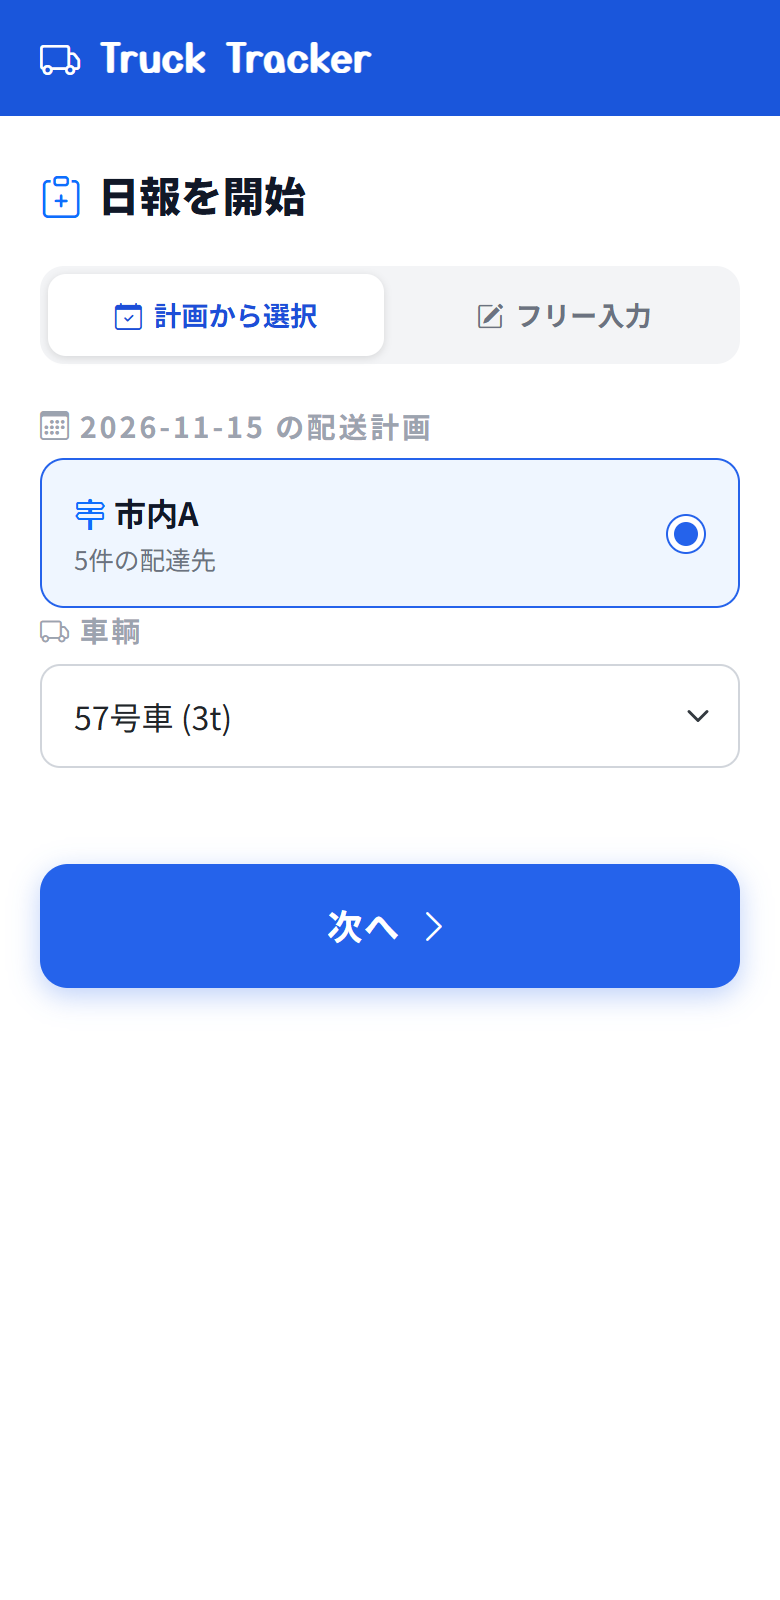 Truck Tracker
日報を開始
計画から選択
フリー入力
2026-11-15 の配送計画
市内A
5件の配達先
車輌
57号車 (3t)
次へ